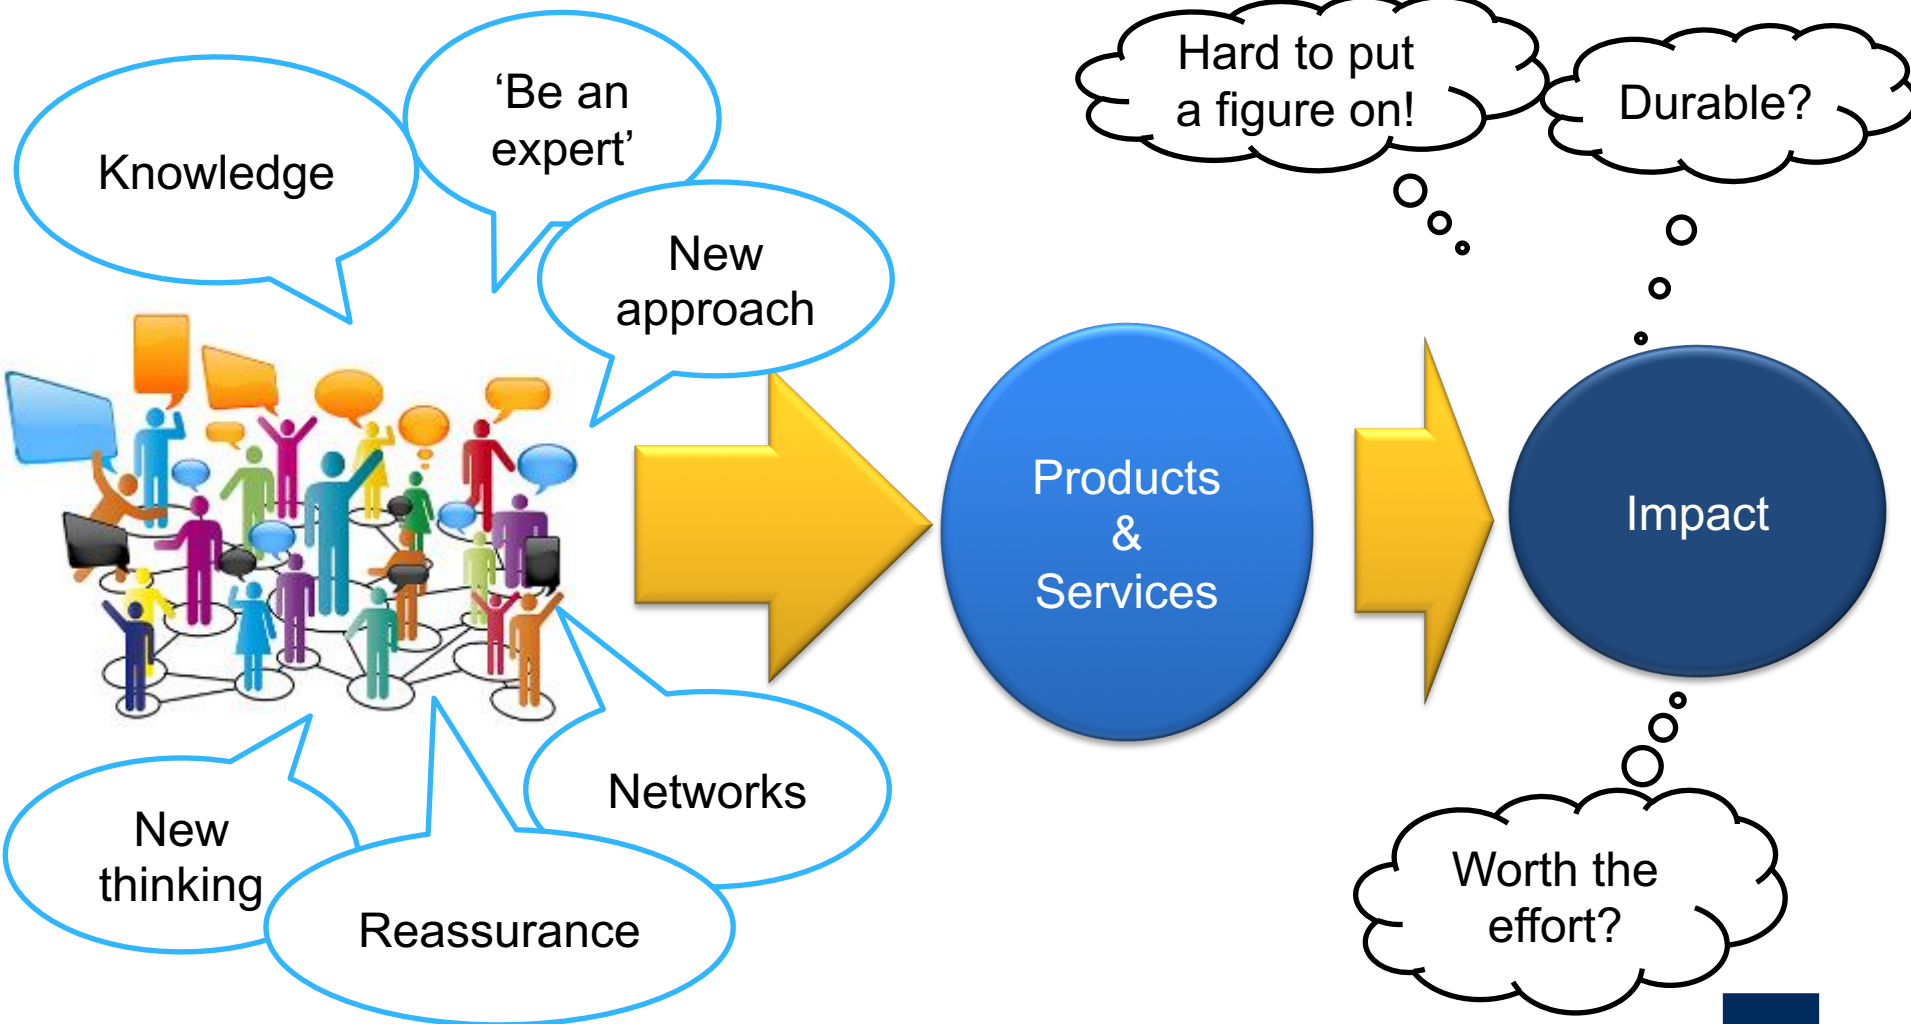 Knowledge
‘Be an
expert’
New
approach
Hard to put
a figure on!
Durable?
Products
&
Services
Impact
New
thinking
Reassurance
Networks
Worth the
effort?